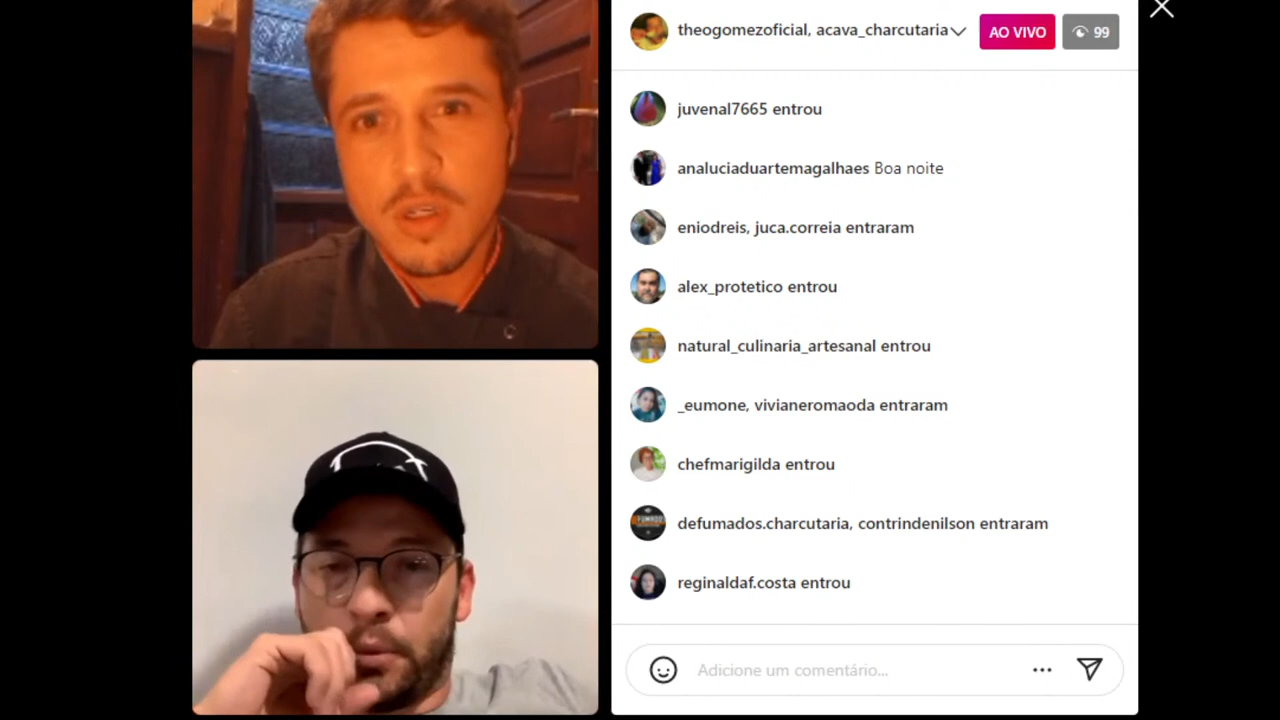 theogomezoficial, acava_charcutaria
AO VIVO
99
juvenal7665 entrou
analuciaduartemagalhaes Boa noite
eniodreis, juca.correia entraram
alex_protetico entrou
natural_culinaria_artesanal entrou
_eumone, vivianeromaoda entraram
chefmarigilda entrou
defumados.charcutaria, contrindenilson entraram
reginaldaf.costa entrou
Adicione um comentário...